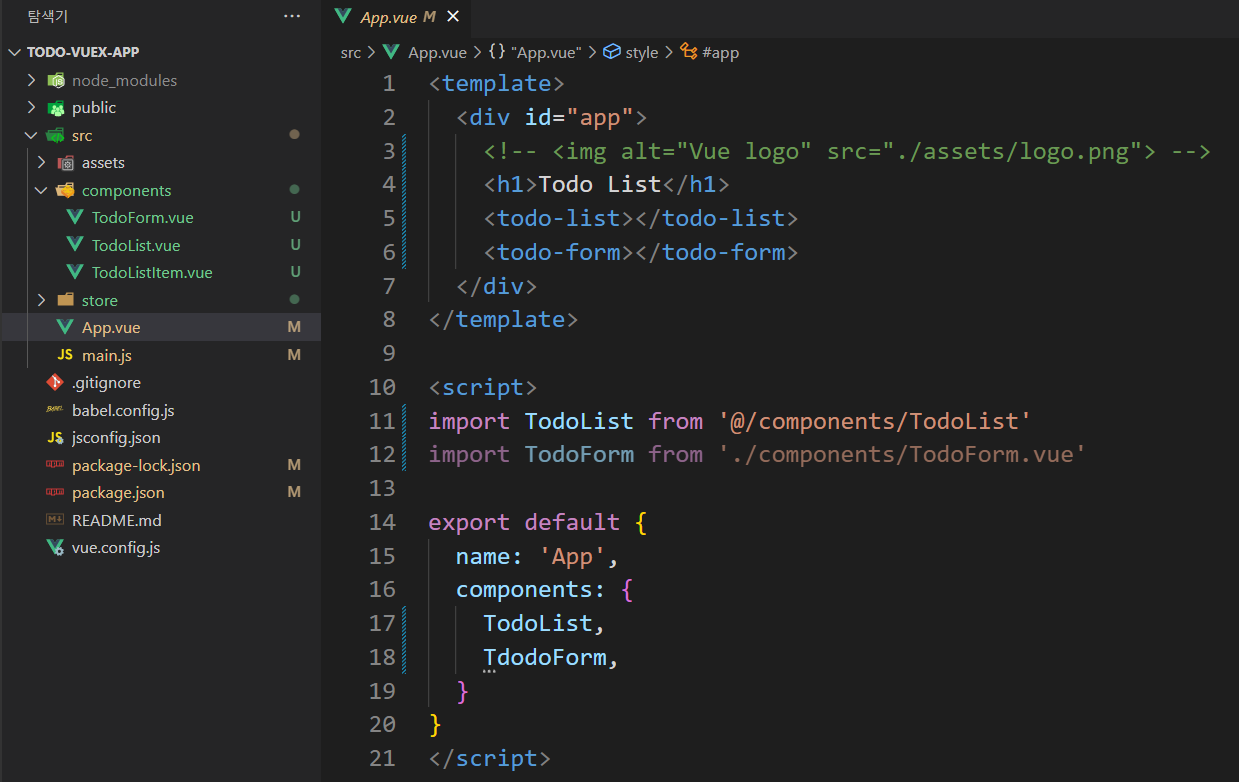 탐색기 ...
TODO-VUEX-APP
node_modules
public
src
assets
components
TodoForm.vue U
TodoList.vue U
TodoListItem.vue U
store
App.vue M
JS main.js M
.gitignore
BABEL babel.config.js
JS jsconfig.json
package-lock.json M
package.json M
README.md
vue.config.js
App.vue M ×
src > App.vue > {} "App.vue" > style > #app
1 <template>
2 <div id="app">
3 <!-- <img alt="Vue logo" src="./assets/logo.png"> -->
4 <h1>Todo List</h1>
5 <todo-list></todo-list>
6 <todo-form></todo-form>
7 </div>
8 </template>
9
10 <script>
11 import TodoList from '@/components/TodoList'
12 import TodoForm from './components/TodoForm.vue'
13
14 export default {
15 name: 'App',
16 components: {
17 TodoList,
18 TdodoForm,
19 }
20 }
21 </script>